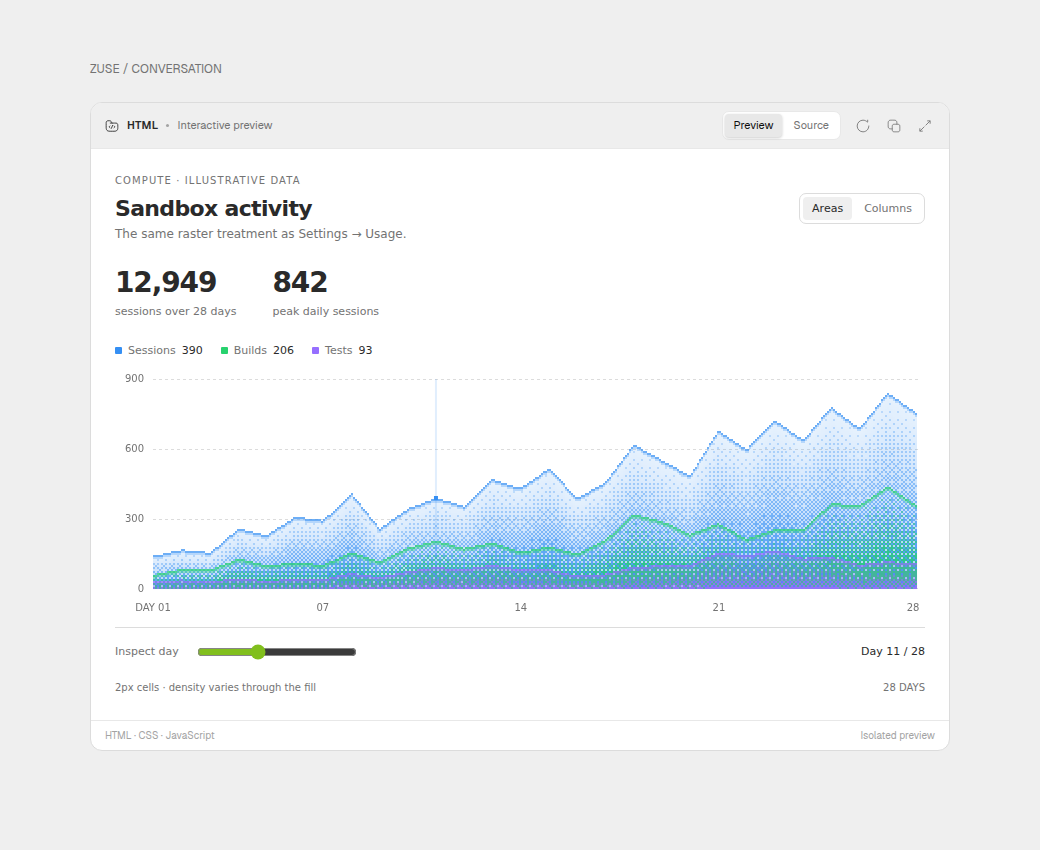 ZUSE / CONVERSATION
HTML • Interactive preview
Preview Source
COMPUTE · ILLUSTRATIVE DATA
Sandbox activity
Areas Columns
The same raster treatment as Settings → Usage.
12,949 842
sessions over 28 days peak daily sessions
Sessions 390 Builds 206 Tests 93
900
600
300
0
DAY 01 07 14 21 28
Inspect day Day 11 / 28
2px cells · density varies through the fill 28 DAYS
HTML · CSS · JavaScript Isolated preview